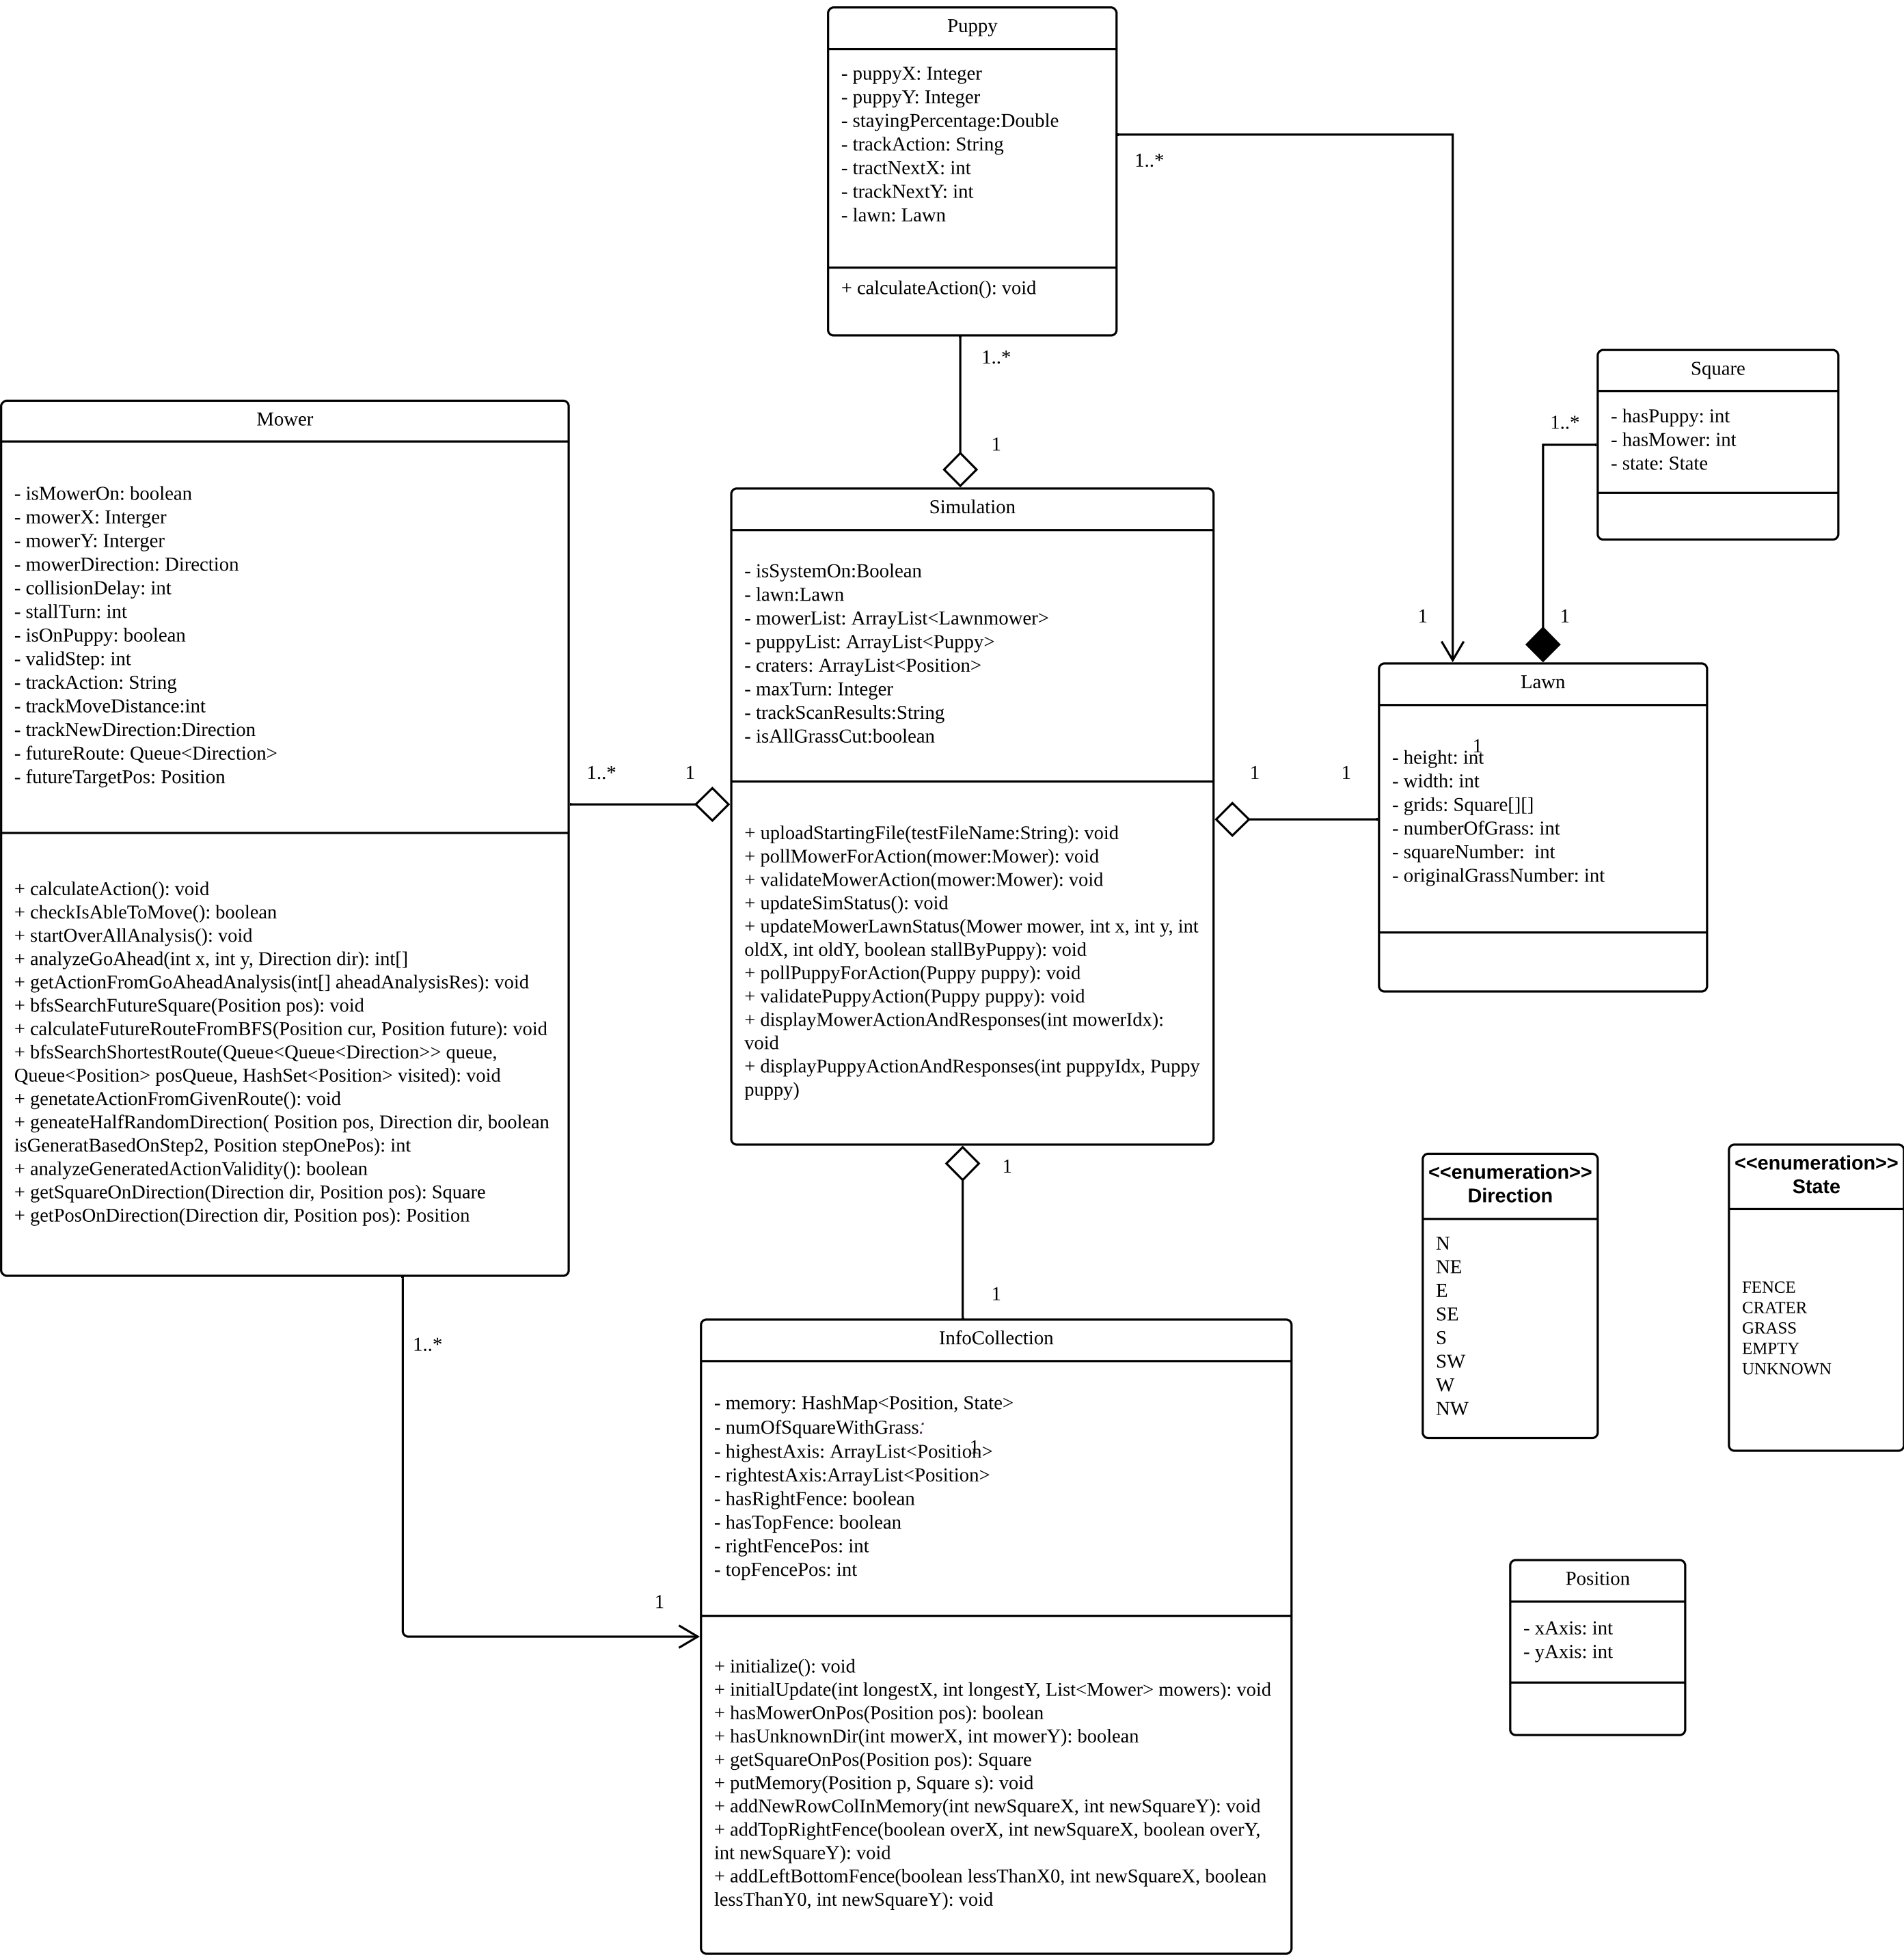 Puppy
- puppyX: Integer
- puppyY: Integer
- stayingPercentage:Double
- trackAction: String
- tractNextX: int
- trackNextY: int
- lawn: Lawn
+ calculateAction(): void
1..*
1..*
1
Square
- hasPuppy: int
- hasMower: int
- state: State
1..*
1
1
Mower
- isMowerOn: boolean
- mowerX: Interger
- mowerY: Interger
- mowerDirection: Direction
- collisionDelay: int
- stallTurn: int
- isOnPuppy: boolean
- validStep: int
- trackAction: String
- trackMoveDistance:int
- trackNewDirection:Direction
- futureRoute: Queue<Direction>
- futureTargetPos: Position
+ calculateAction(): void
+ checkIsAbleToMove(): boolean
+ startOverAllAnalysis(): void
+ analyzeGoAhead(int x, int y, Direction dir): int[]
+ getActionFromGoAheadAnalysis(int[] aheadAnalysisRes): void
+ bfsSearchFutureSquare(Position pos): void
+ calculateFutureRouteFromBFS(Position cur, Position future): void
+ bfsSearchShortestRoute(Queue<Queue<Direction>> queue,
Queue<Position> posQueue, HashSet<Position> visited): void
+ genetateActionFromGivenRoute(): void
+ geneateHalfRandomDirection( Position pos, Direction dir, boolean
isGeneratBasedOnStep2, Position stepOnePos): int
+ analyzeGeneratedActionValidity(): boolean
+ getSquareOnDirection(Direction dir, Position pos): Square
+ getPosOnDirection(Direction dir, Position pos): Position
1..*
1
Simulation
- isSystemOn:Boolean
- lawn:Lawn
- mowerList: ArrayList<Lawnmower>
- puppyList: ArrayList<Puppy>
- craters: ArrayList<Position>
- maxTurn: Integer
- trackScanResults:String
- isAllGrassCut:boolean
+ uploadStartingFile(testFileName:String): void
+ pollMowerForAction(mower:Mower): void
+ validateMowerAction(mower:Mower): void
+ updateSimStatus(): void
+ updateMowerLawnStatus(Mower mower, int x, int y, int
oldX, int oldY, boolean stallByPuppy): void
+ pollPuppyForAction(Puppy puppy): void
+ validatePuppyAction(Puppy puppy): void
+ displayMowerActionAndResponses(int mowerIdx):
void
+ displayPuppyActionAndResponses(int puppyIdx, Puppy
puppy)
1
1
Lawn
1
- height: int
- width: int
- grids: Square[][]
- numberOfGrass: int
- squareNumber:  int
- originalGrassNumber: int
1
1
<<enumeration>>
Direction
N
NE
E
SE
S
SW
W
NW
<<enumeration>>
State
FENCE
CRATER
GRASS
EMPTY
UNKNOWN
1..*
1
InfoCollection
- memory: HashMap<Position, State>
- numOfSquareWithGrass:
1
- highestAxis: ArrayList<Position>
- rightestAxis:ArrayList<Position>
- hasRightFence: boolean
- hasTopFence: boolean
- rightFencePos: int
- topFencePos: int
+ initialize(): void
+ initialUpdate(int longestX, int longestY, List<Mower> mowers): void
+ hasMowerOnPos(Position pos): boolean
+ hasUnknownDir(int mowerX, int mowerY): boolean
+ getSquareOnPos(Position pos): Square
+ putMemory(Position p, Square s): void
+ addNewRowColInMemory(int newSquareX, int newSquareY): void
+ addTopRightFence(boolean overX, int newSquareX, boolean overY,
int newSquareY): void
+ addLeftBottomFence(boolean lessThanX0, int newSquareX, boolean
lessThanY0, int newSquareY): void
Position
- xAxis: int
- yAxis: int